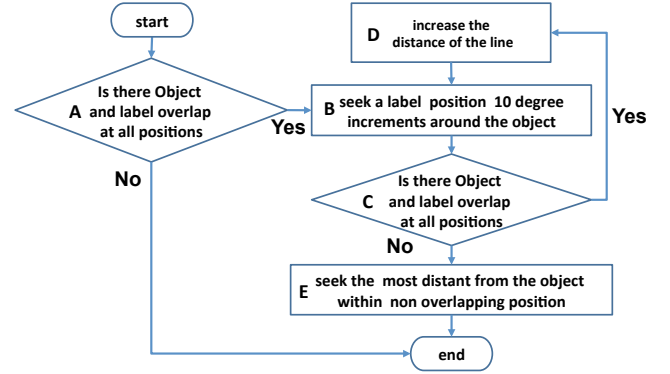 start
Is there Object
A and label overlap
at all positions
Yes
No
D increase the
distance of the line
B seek a label position 10 degree
increments around the object
Yes
Is there Object
C and label overlap
at all positions
No
E seek the most distant from the object
within non overlapping position
end